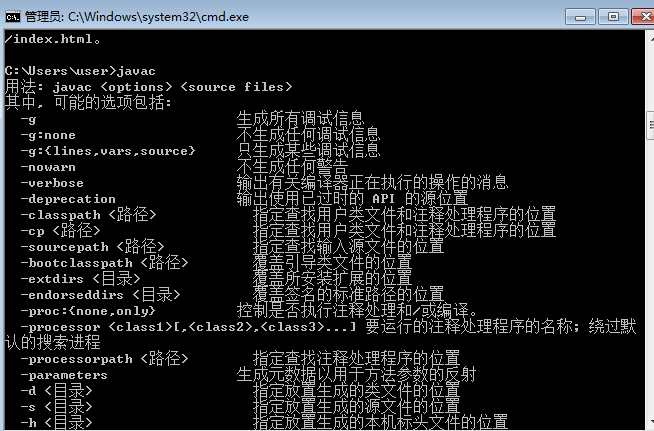 管理员: C:\Windows\system32\cmd.exe
/index.html。
C:\Users\user>javac
用法: javac <options> <source files>
其中, 可能的选项包括:
-g 生成所有调试信息
-g:none 不生成任何调试信息
-g:{lines,vars,source} 只生成某些调试信息
-nowarn 不生成任何警告
-verbose 输出有关编译器正在执行的操作的消息
-deprecation 输出使用已过时的 API 的源位置
-classpath <路径> 指定查找用户类文件和注释处理程序的位置
-cp <路径> 指定查找用户类文件和注释处理程序的位置
-sourcepath <路径> 指定查找输入源文件的位置
-bootclasspath <路径> 覆盖引导类文件的位置
-extdirs <目录> 覆盖所安装扩展的位置
-endorseddirs <目录> 覆盖签名的标准路径的位置
-proc:{none,only} 控制是否执行注释处理和/或编译。
-processor <class1>[,<class2>,<class3>...] 要运行的注释处理程序的名称; 绕过默
认的搜索进程
-processorpath <路径> 指定查找注释处理程序的位置
-parameters 生成元数据以用于方法参数的反射
-d <目录> 指定放置生成的类文件的位置
-s <目录> 指定放置生成的源文件的位置
-h <目录> 指定放置生成的本机标头文件的位置